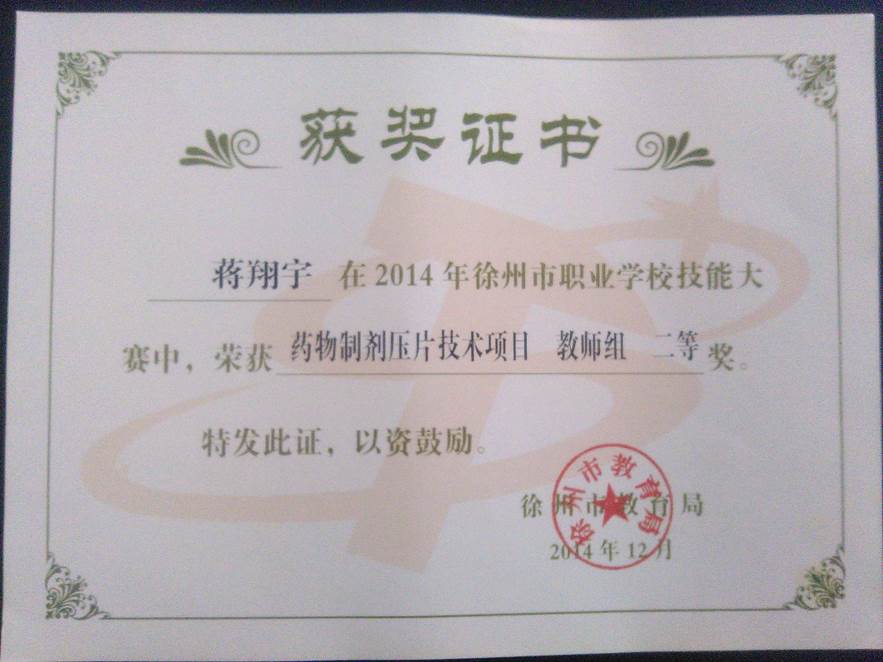 获奖证书
蒋翔宇 在2014年徐州市职业学校技能大
赛中，荣获 药物制剂压片技术项目 教师组 二等 奖。
特发此证，以资鼓励。
徐州市教育局
2014年12月
徐州市教育局